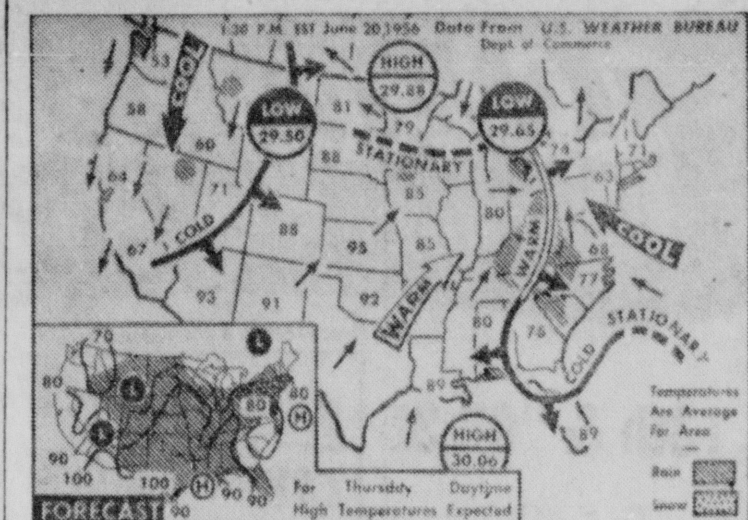 1:30 P.M. EST June 20, 1956 Data From U.S. WEATHER BUREAU
Dept. of Commerce
53
COOL
58
60
64
71
67
COLD
93
91
LOW
29.50
HIGH
29.88
81
79
STATIONARY
88
85
88
95
85
92
WARM
LOW
29.65
74
71
63
80
WARM
COOL
68
77
80
76
STATIONARY
COLD
89
89
HIGH
30.06
Temperatures
Are Average
For Area
Rain
Snow
70
80
90
100
100
90
90
90
80
80
L
L
L
H
H
FORECAST
For Thursday Daytime
High Temperatures Expected